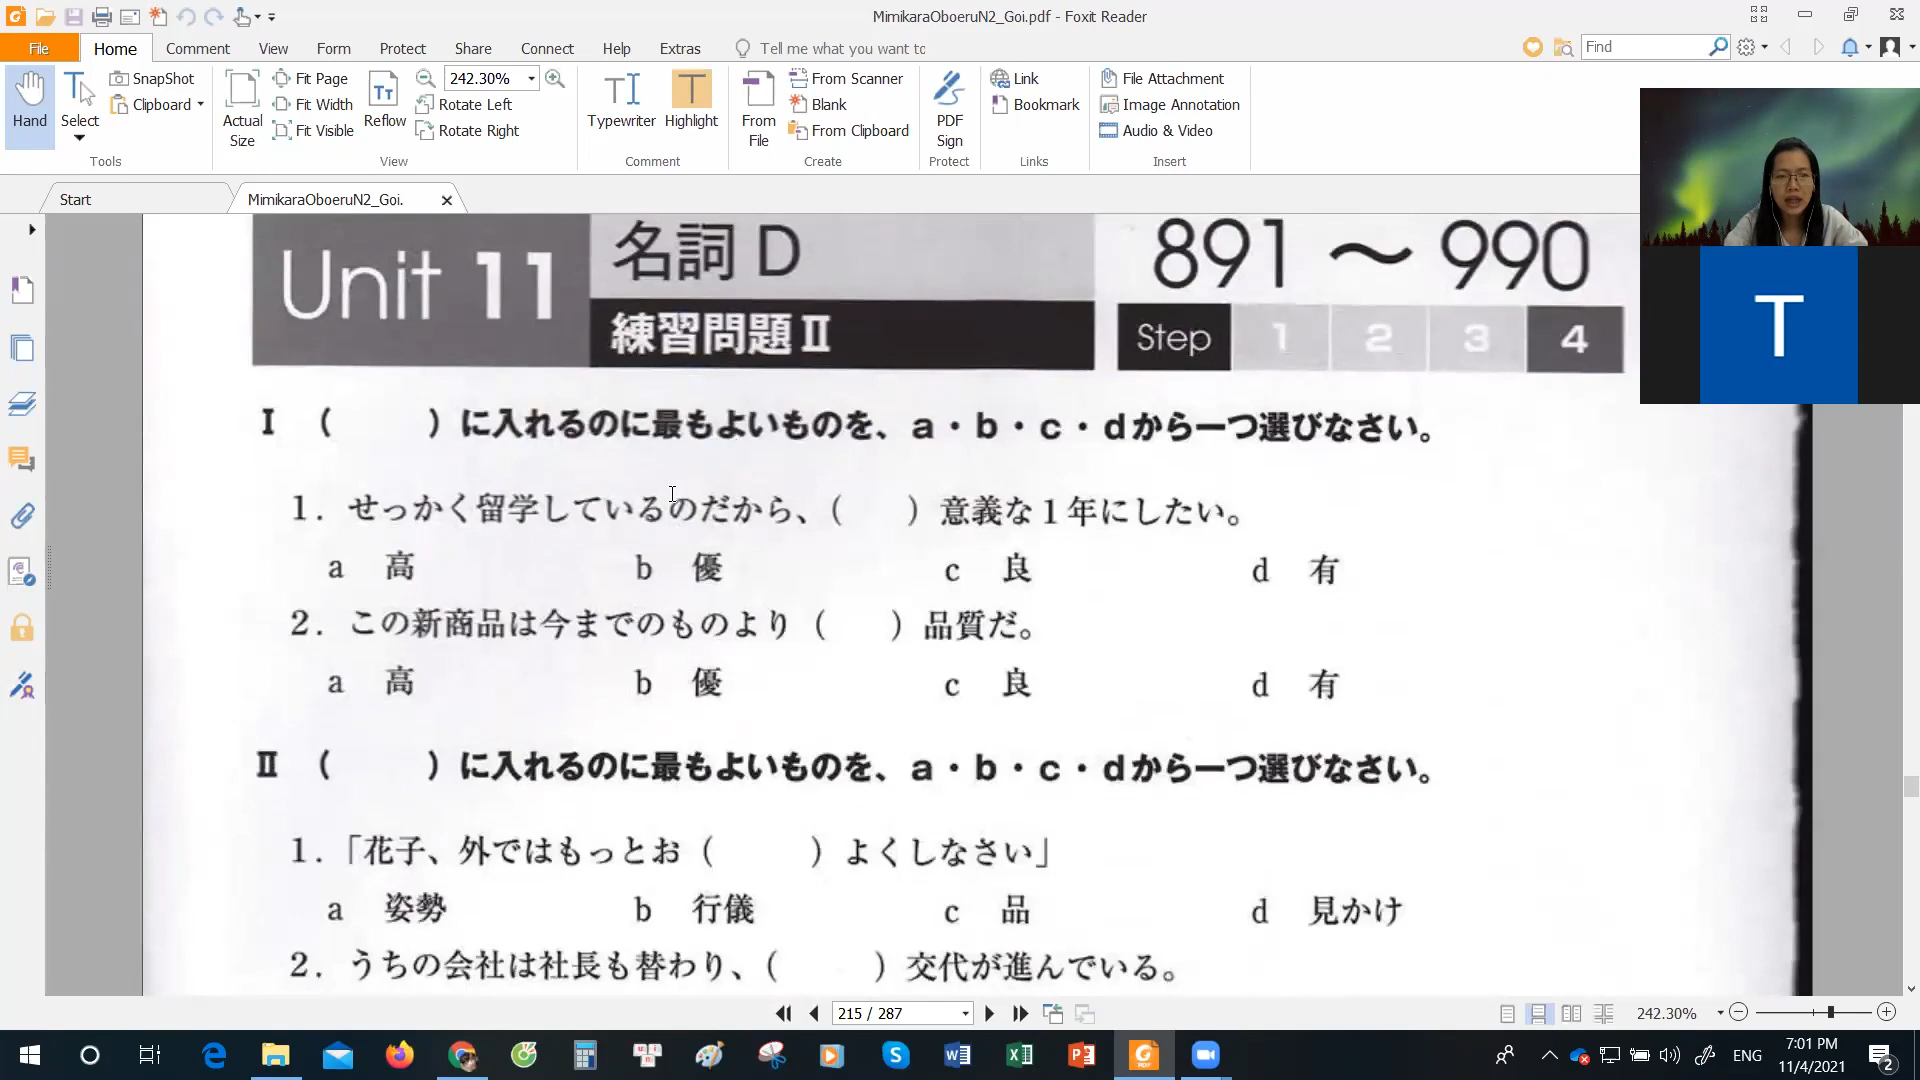 MimikaraOboeruN2_Goi.pdf - Foxit Reader
File Home Comment View Form Protect Share Connect Help Extras Tell me what you want to Find
Hand Select SnapShot Clipboard Actual Size Fit Page Fit Width Fit Visible Reflow 242.30% Rotate Left Rotate Right Typewriter Highlight From File From Scanner Blank From Clipboard PDF Sign Link Bookmark File Attachment Image Annotation Audio & Video
Tools View Comment Create Protect Links Insert
Start MimikaraOboeruN2_Goi.
T
Unit 11 名詞 D 891 ～ 990
練習問題Ⅱ Step 1 2 3 4
Ⅰ （　　）に入れるのに最もよいものを、a・b・c・dから一つ選びなさい。
1．せっかく留学しているのだから、（　　）意義な1年にしたい。
a 高 b 優 c 良 d 有
2．この新商品は今までのものより（　　）品質だ。
a 高 b 優 c 良 d 有
Ⅱ （　　）に入れるのに最もよいものを、a・b・c・dから一つ選びなさい。
1．「花子、外ではもっとお（　　）よくしなさい」
a 姿勢 b 行儀 c 品 d 見かけ
2．うちの会社は社長も替わり、（　　）交代が進んでいる。
215 / 287 242.30%
ENG 7:01 PM
11/4/2021 2